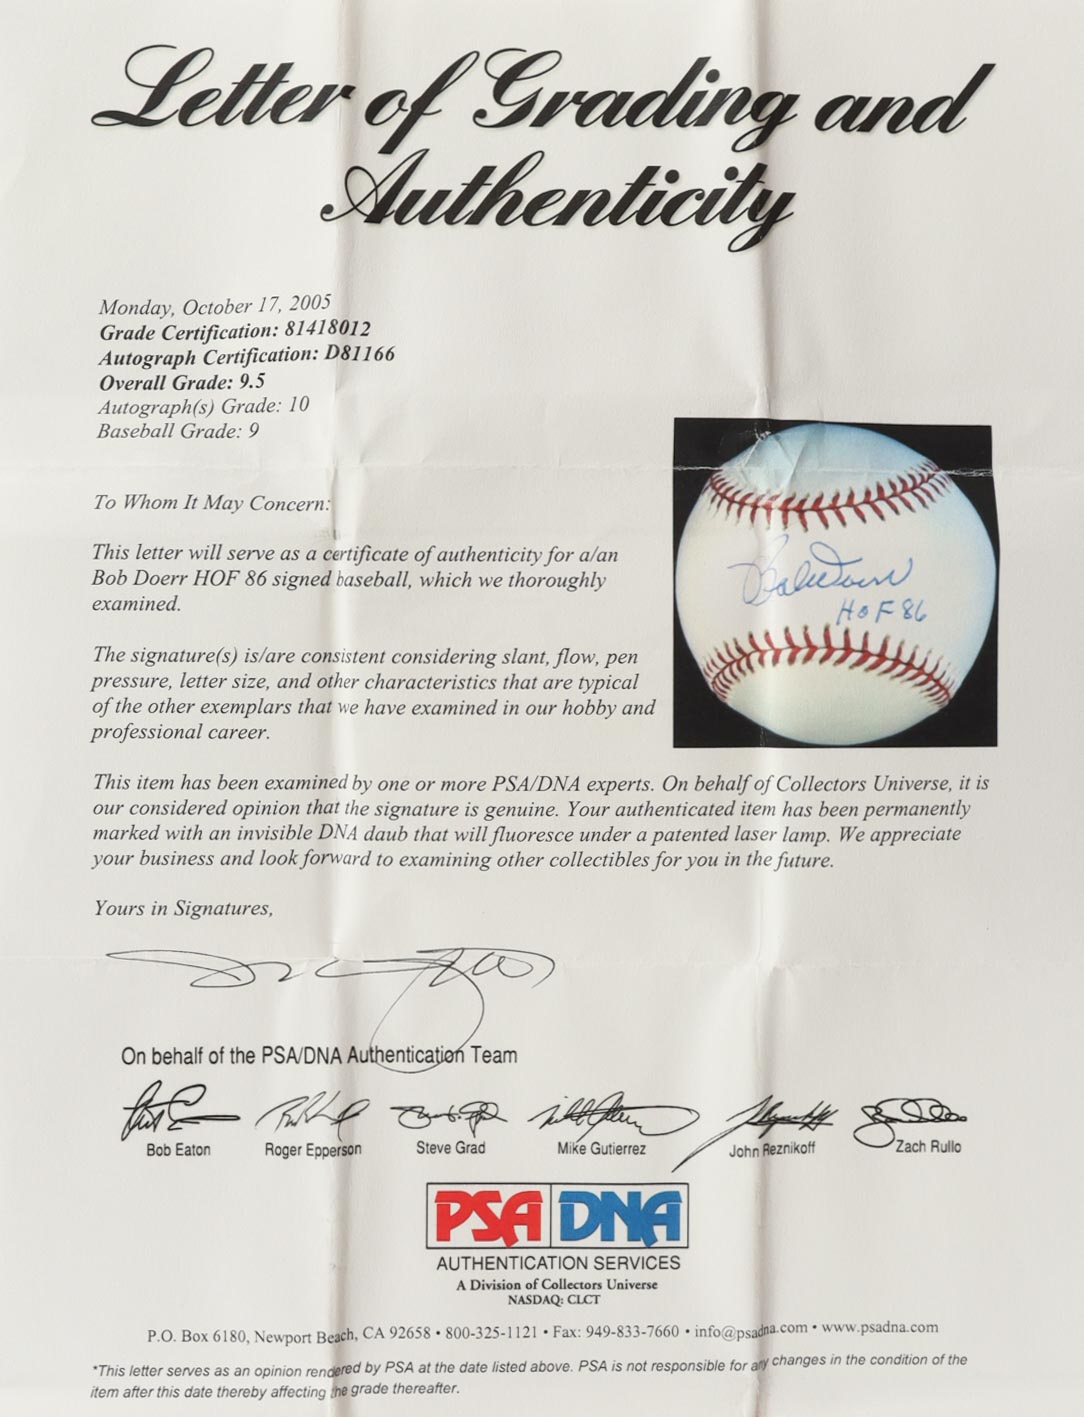 Letter of Grading and
Authenticity
Monday, October 17, 2005
Grade Certification: 81418012
Autograph Certification: D81166
Overall Grade: 9.5
Autograph(s) Grade: 10
Baseball Grade: 9
To Whom It May Concern:
This letter will serve as a certificate of authenticity for a/an
Bob Doerr HOF 86 signed baseball, which we thoroughly
examined.
Bob Doerr
HOF 86
The signature(s) is/are consistent considering slant, flow, pen
pressure, letter size, and other characteristics that are typical
of the other exemplars that we have examined in our hobby and
professional career.
This item has been examined by one or more PSA/DNA experts. On behalf of Collectors Universe, it is
our considered opinion that the signature is genuine. Your authenticated item has been permanently
marked with an invisible DNA daub that will fluoresce under a patented laser lamp. We appreciate
your business and look forward to examining other collectibles for you in the future.
Yours in Signatures,
On behalf of the PSA/DNA Authentication Team
Bob Eaton Roger Epperson Steve Grad Mike Gutierrez John Reznikoff Zach Rullo
PSA DNA
AUTHENTICATION SERVICES
A Division of Collectors Universe
NASDAQ: CLCT
P.O. Box 6180, Newport Beach, CA 92658 • 800-325-1121 • Fax: 949-833-7660 • info@psadna.com • www.psadna.com
*This letter serves as an opinion rendered by PSA at the date listed above. PSA is not responsible for any changes in the condition of the
item after this date thereby affecting the grade thereafter.